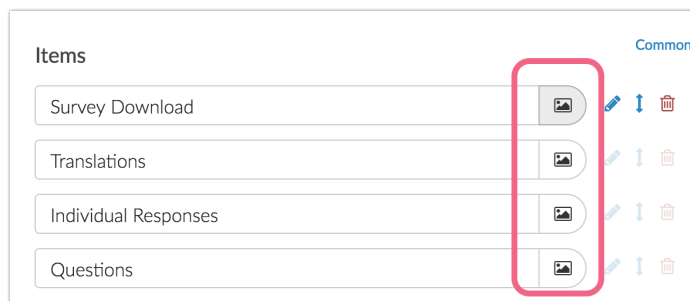 Common
Items
Survey Download
Translations
Individual Responses
Questions